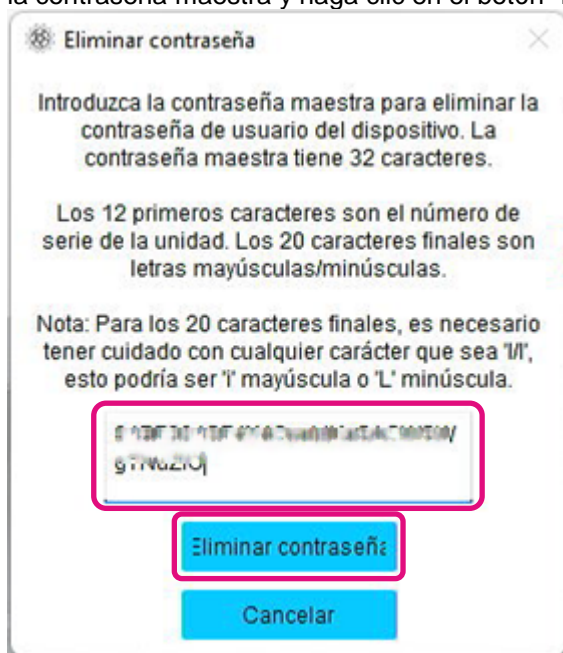 la contraseña maestra y haga clic en el botón
Eliminar contraseña
Introduzca la contraseña maestra para eliminar la
contraseña de usuario del dispositivo. La
contraseña maestra tiene 32 caracteres.
Los 12 primeros caracteres son el número de
serie de la unidad. Los 20 caracteres finales son
letras mayúsculas/minúsculas.
Nota: Para los 20 caracteres finales, es necesario
tener cuidado con cualquier carácter que sea 'l/I',
esto podría ser 'i' mayúscula o 'L' minúscula.
Eliminar contraseña
Cancelar